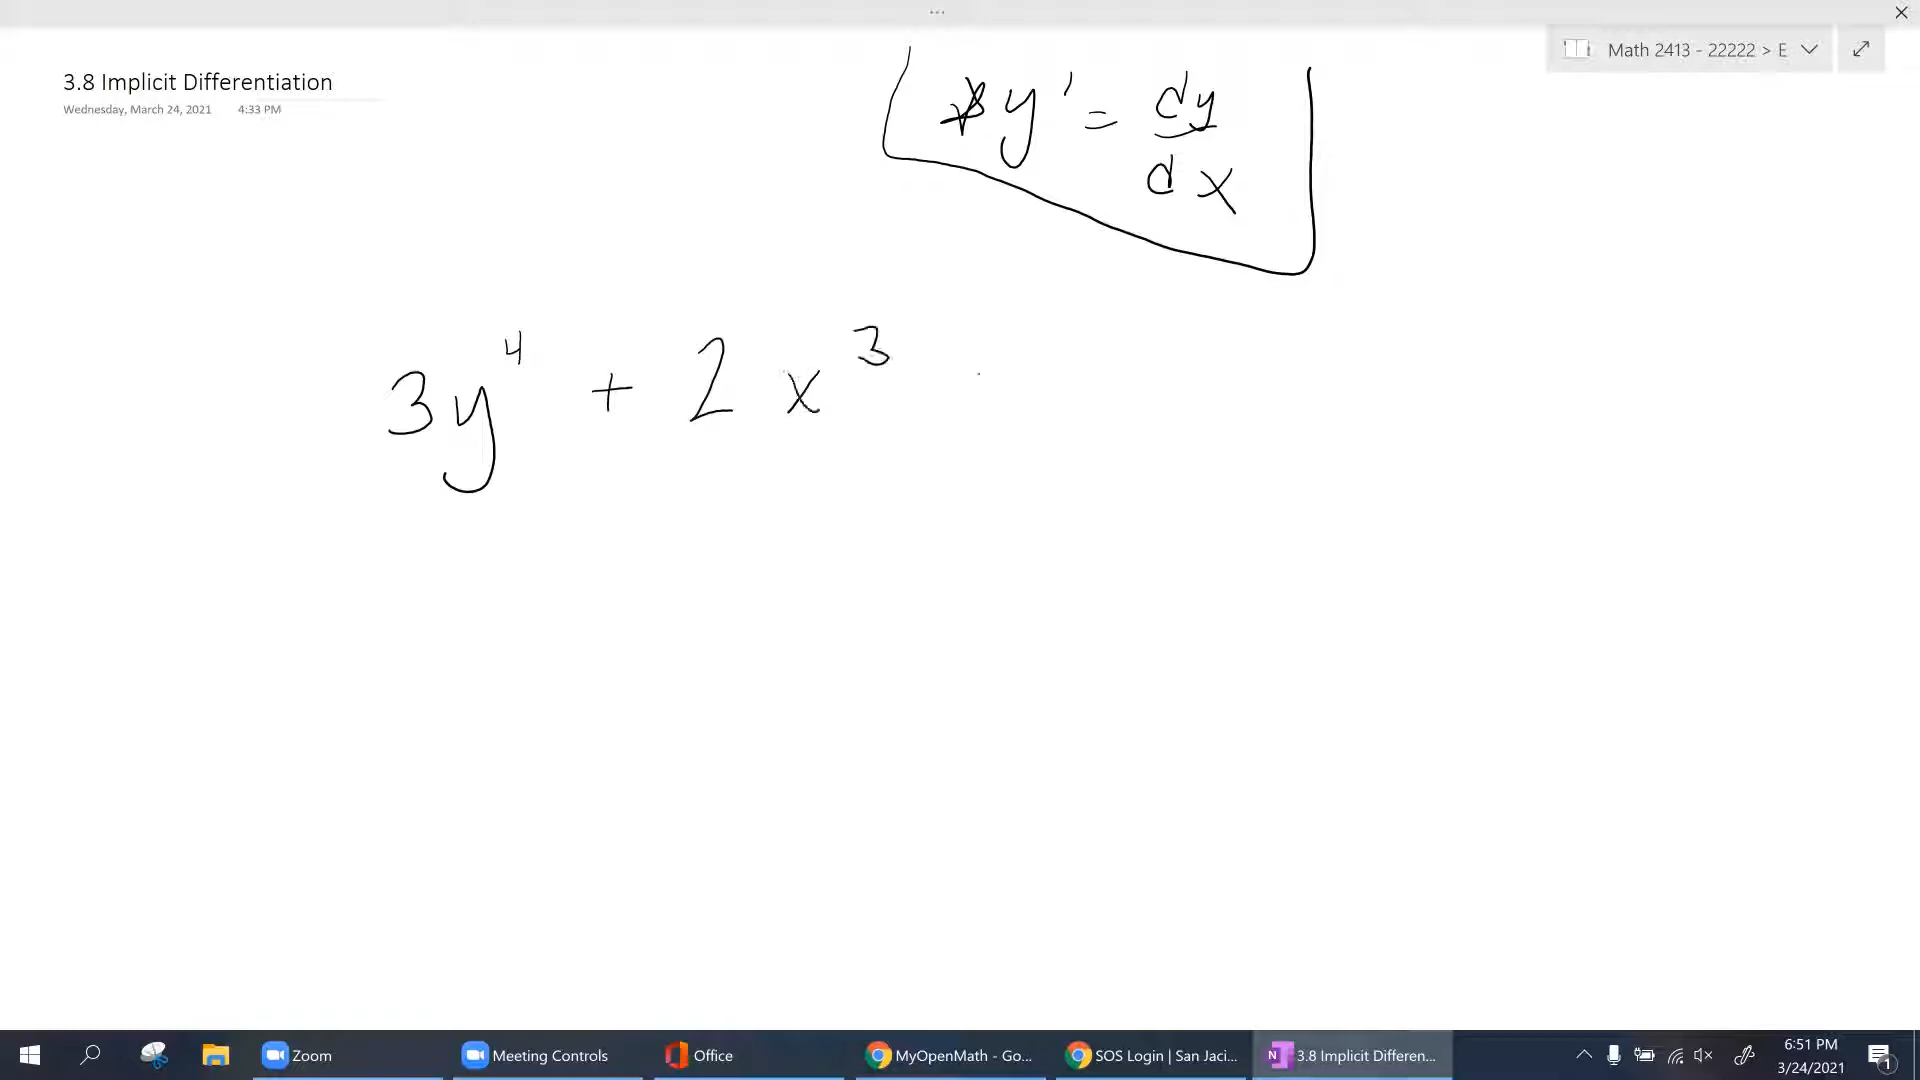 ...
Math 2413 - 22222 > E
3.8 Implicit Differentiation
Wednesday, March 24, 2021 4:33 PM
* y' = dy/dx
3y⁴ + 2x³
Zoom
Meeting Controls
Office
MyOpenMath - Go...
SOS Login | San Jaci...
3.8 Implicit Differen...
6:51 PM
3/24/2021
1